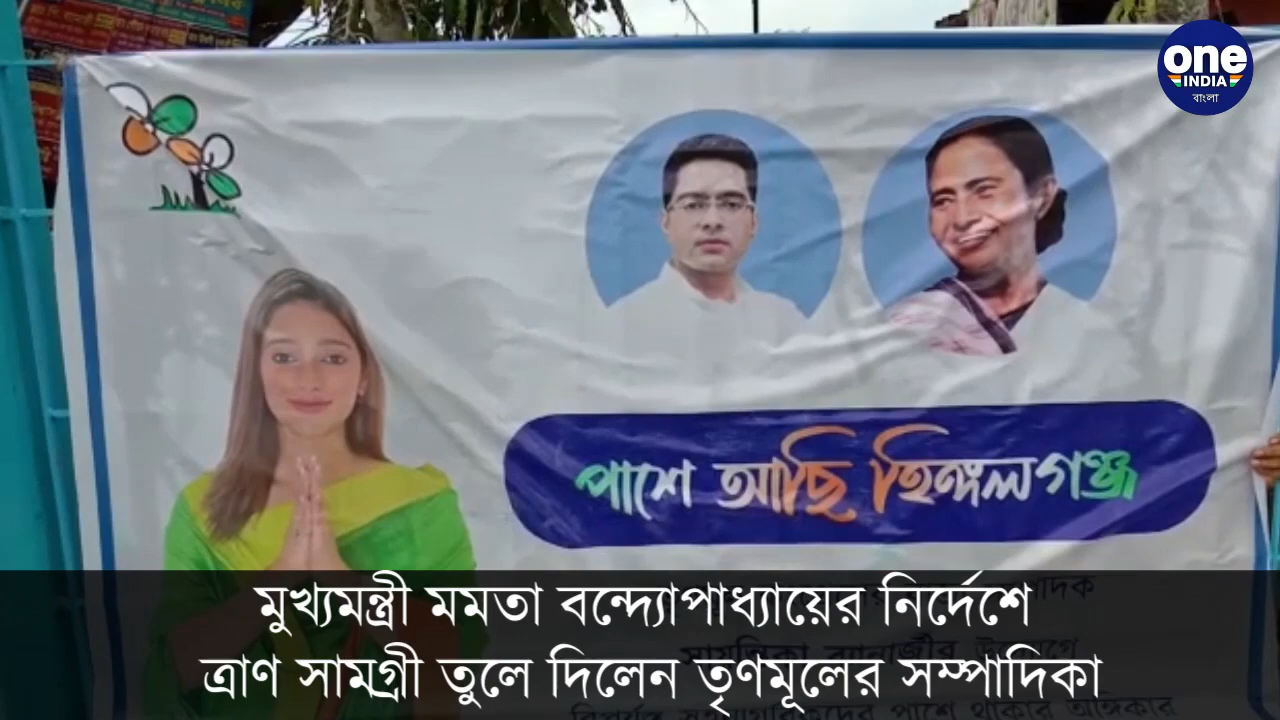 one
INDIA
বাংলা
পাশে আছি হিঙ্গলগঞ্জ
মুখ্যমন্ত্রী মমতা বন্দ্যোপাধ্যায়ের নির্দেশে
ত্রাণ সামগ্রী তুলে দিলেন তৃণমূলের সম্পাদিকা